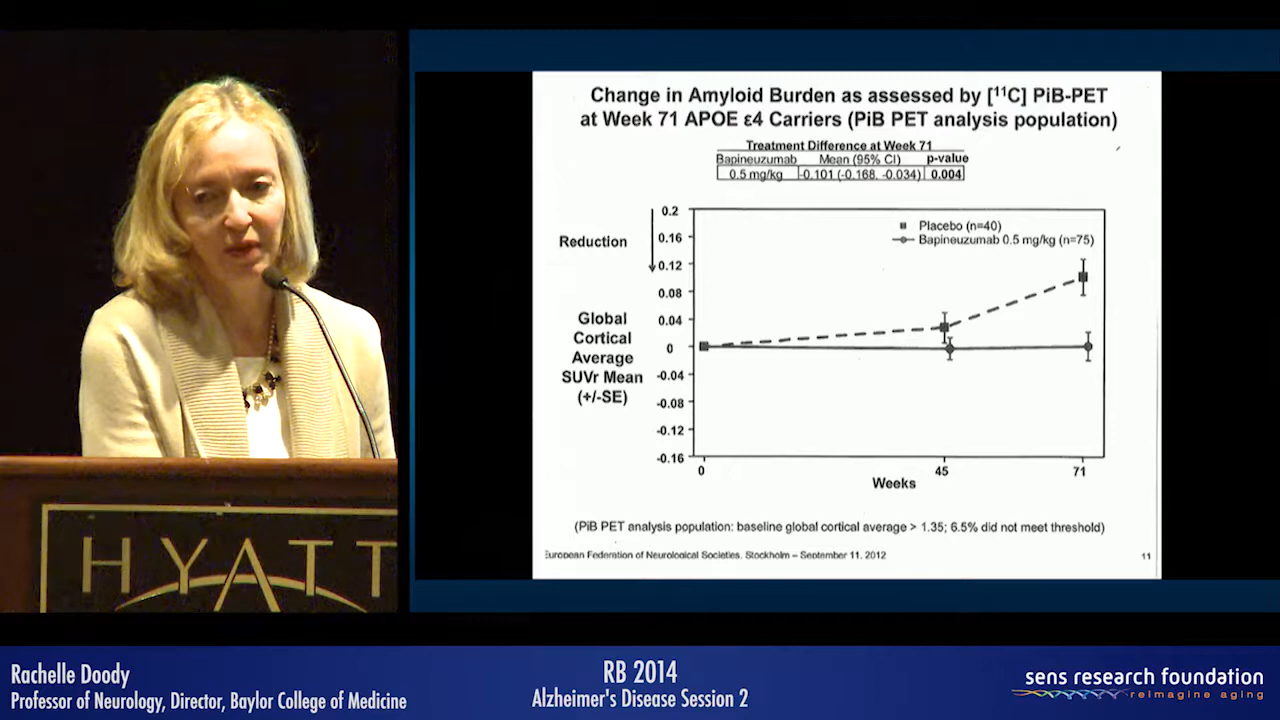 Change in Amyloid Burden as assessed by [¹¹C] PiB-PET
at Week 71 APOE ε4 Carriers (PiB PET analysis population)
Treatment Difference at Week 71
Bapineuzumab Mean (95% CI) p-value
0.5 mg/kg -0.101 (-0.168, -0.034) 0.004
Reduction
Global
Cortical
Average
SUVr Mean
(+/-SE)
0.2
0.16
0.12
0.08
0.04
0
-0.04
-0.08
-0.12
-0.16
Placebo (n=40)
Bapineuzumab 0.5 mg/kg (n=75)
0 45 71
Weeks
(PiB PET analysis population: baseline global cortical average > 1.35; 6.5% did not meet threshold)
European Federation of Neurological Societies, Stockholm – September 11, 2012 11
HYATT
Rachelle Doody
Professor of Neurology, Director, Baylor College of Medicine
RB 2014
Alzheimer's Disease Session 2
sens research foundation
reimagine aging